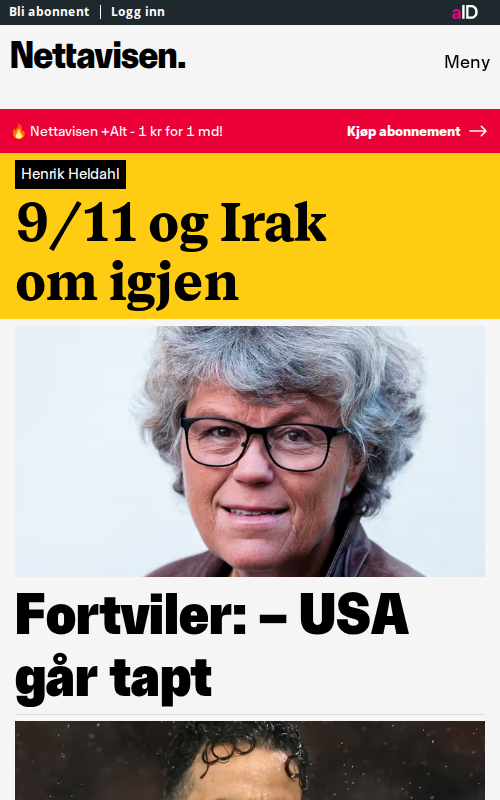 Bli abonnent | Logg inn
aID
Nettavisen.
Meny
🔥 Nettavisen +Alt - 1 kr for 1 md!
Kjøp abonnement →
Henrik Heldahl
9/11 og Irak
om igjen
Fortviler: – USA
går tapt